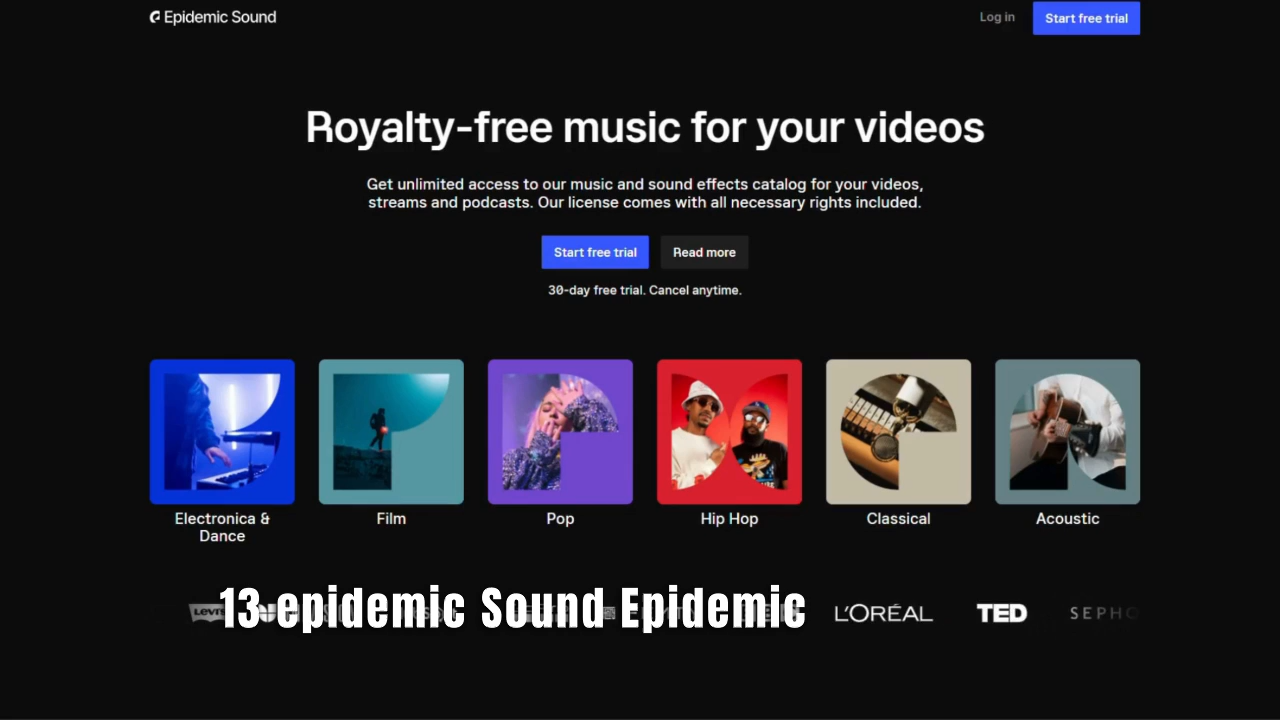 Epidemic Sound
Log in
Start free trial
Royalty-free music for your videos
Get unlimited access to our music and sound effects catalog for your videos,
streams and podcasts. Our license comes with all necessary rights included.
Start free trial
Read more
30-day free trial. Cancel anytime.
Electronica &
Dance
Film
Pop
Hip Hop
Classical
Acoustic
13-epidemic Sound Epidemic
Levi's
L'ORÉAL
TED
SEPHO